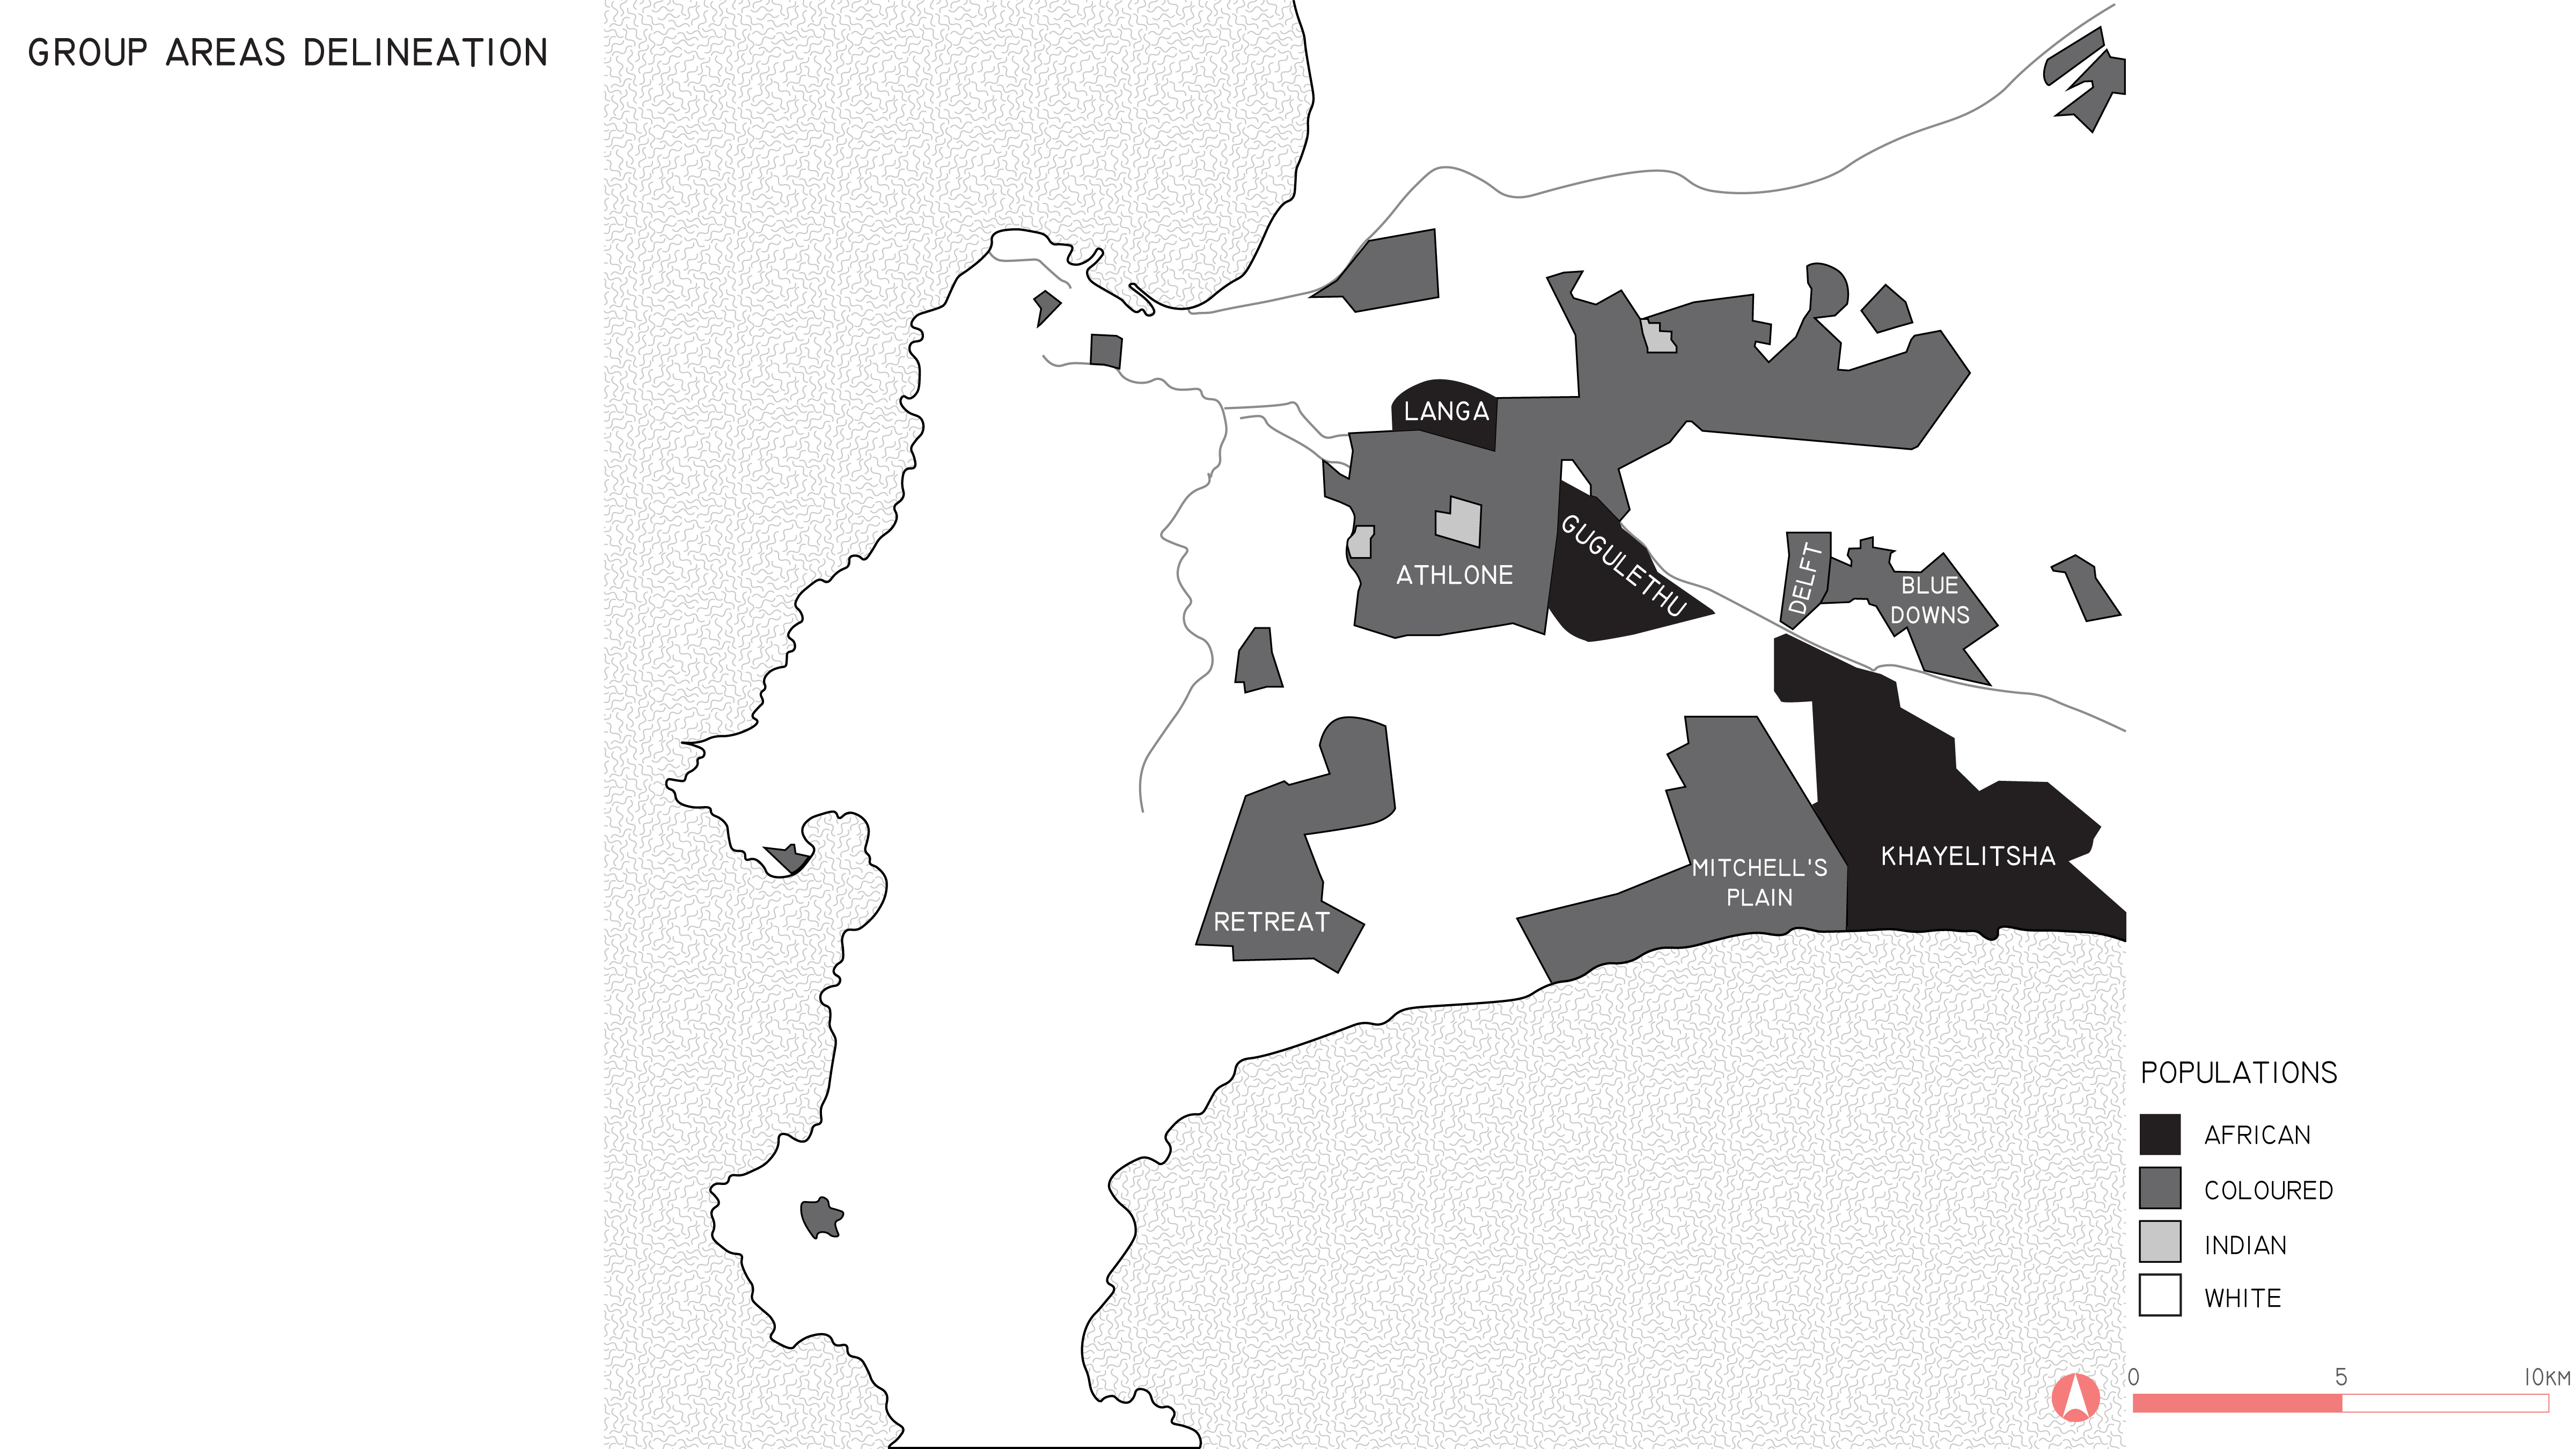 GROUP AREAS DELINEATION
LANGA
GUGULETHU
ATHLONE
DELFT
BLUE
DOWNS
MITCHELL'S
PLAIN
KHAYELITSHA
RETREAT
POPULATIONS
AFRICAN
COLOURED
INDIAN
WHITE
0 5 10KM